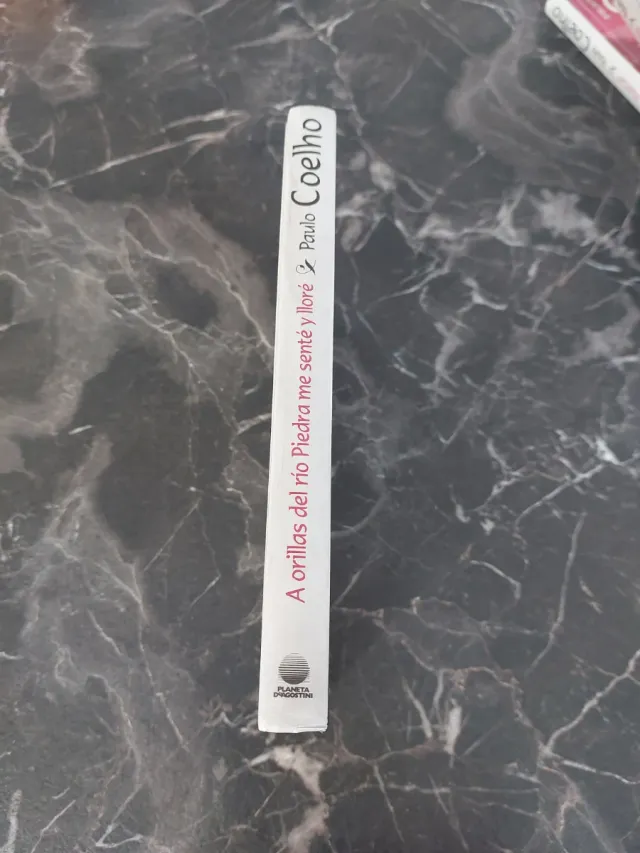 A orillas del río Piedra me senté y lloré Paulo Coelho
PLANETA
DeAGOSTINI